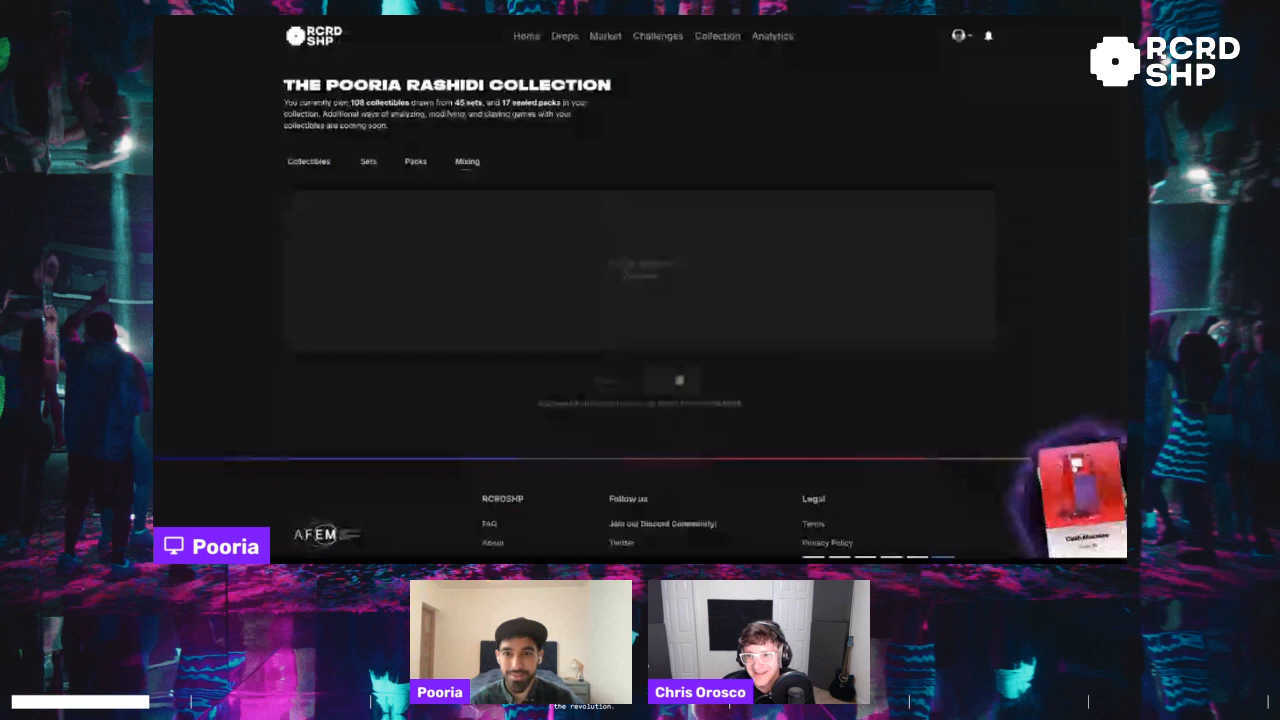 RCRD
SHP
Home Drops Market Challenges Collection Analytics
RCRD
SHP
THE POORIA RASHIDI COLLECTION
You currently own 108 collectibles drawn from 45 sets, and 17 sealed packs in your
collection. Additional ways of analyzing, modifying, and playing games with your
collectibles are coming soon.
Collectibles Sets Packs Mixing
RCRDSHP Follow us Legal
FAQ Join our Discord Community! Terms
AFEM
About Twitter Privacy Policy
Pooria
Pooria
Chris Orosco
the revolution.